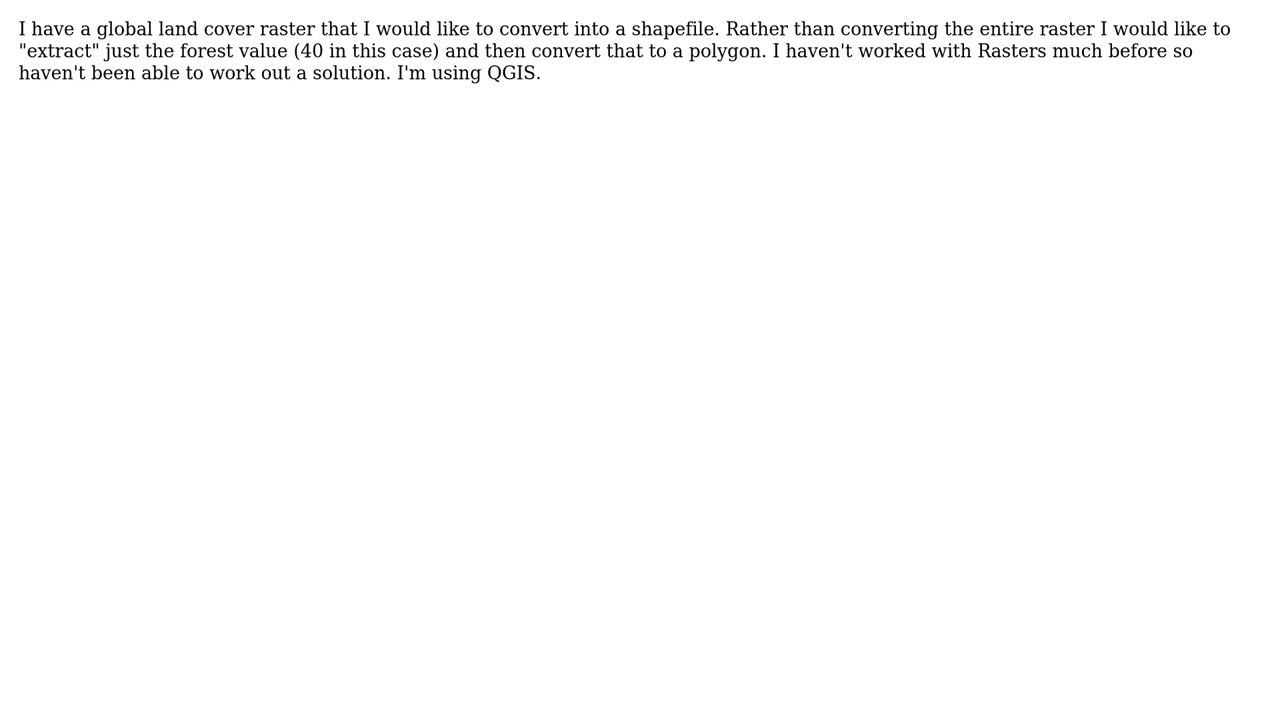 I have a global land cover raster that I would like to convert into a shapefile. Rather than converting the entire raster I would like to
"extract" just the forest value (40 in this case) and then convert that to a polygon. I haven't worked with Rasters much before so
haven't been able to work out a solution. I'm using QGIS.